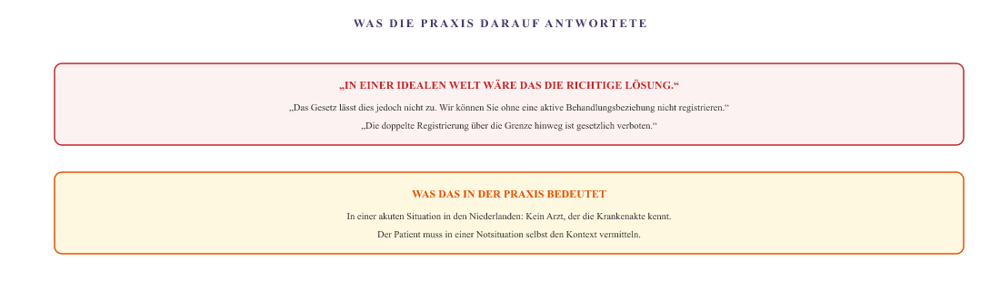 WAS DIE PRAXIS DARAUF ANTWORTETE
„IN EINER IDEALEN WELT WÄRE DAS DIE RICHTIGE LÖSUNG.“
„Das Gesetz lässt dies jedoch nicht zu. Wir können Sie ohne eine aktive Behandlungsbeziehung nicht registrieren.“
„Die doppelte Registrierung über die Grenze hinweg ist gesetzlich verboten.“
WAS DAS IN DER PRAXIS BEDEUTET
In einer akuten Situation in den Niederlanden: Kein Arzt, der die Krankenakte kennt.
Der Patient muss in einer Notsituation selbst den Kontext vermitteln.